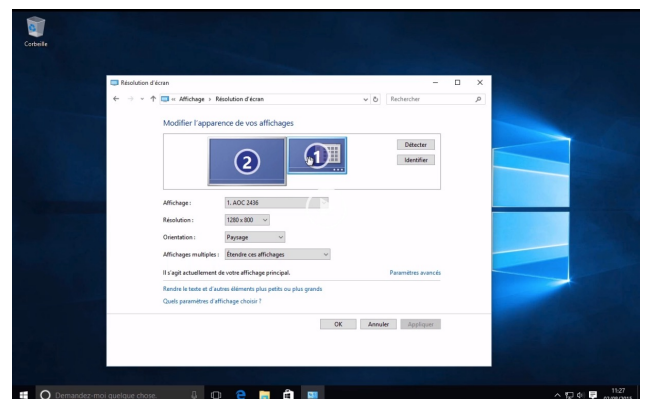 Corbeille
Résolution d'écran
« Affichage › Résolution d'écran
Rechercher
Modifier l'apparence de vos affichages
2
1
Détecter
Identifier
Affichage :
1. AOC 2436
Résolution :
1280 x 800
Orientation :
Paysage
Affichages multiples :
Étendre ces affichages
Il s'agit actuellement de votre affichage principal.
Paramètres avancés
Rendre le texte et d'autres éléments plus petits ou plus grands
Quels paramètres d'affichage choisir ?
OK
Annuler
Appliquer
Demandez-moi quelque chose.
11:27